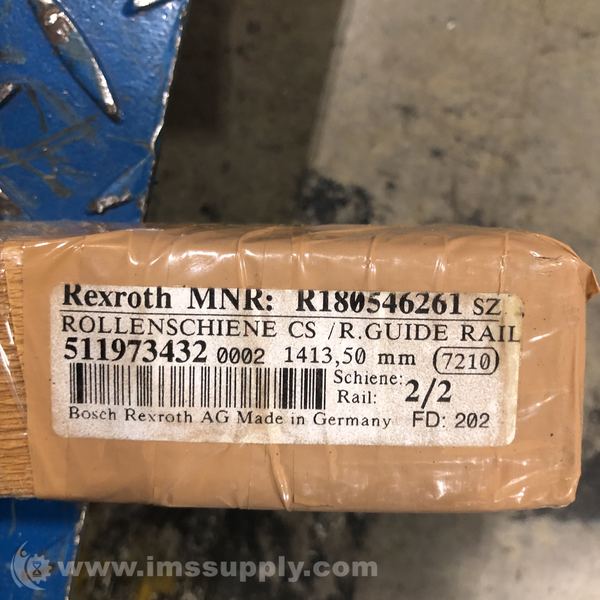 Rexroth MNR: R180546261 SZ
ROLLENSCHIENE CS /R.GUIDE RAIL
511973432 0002 1413,50 mm 7210
Schiene:
Rail: 2/2
Bosch Rexroth AG Made in Germany FD: 202
www.imssupply.com